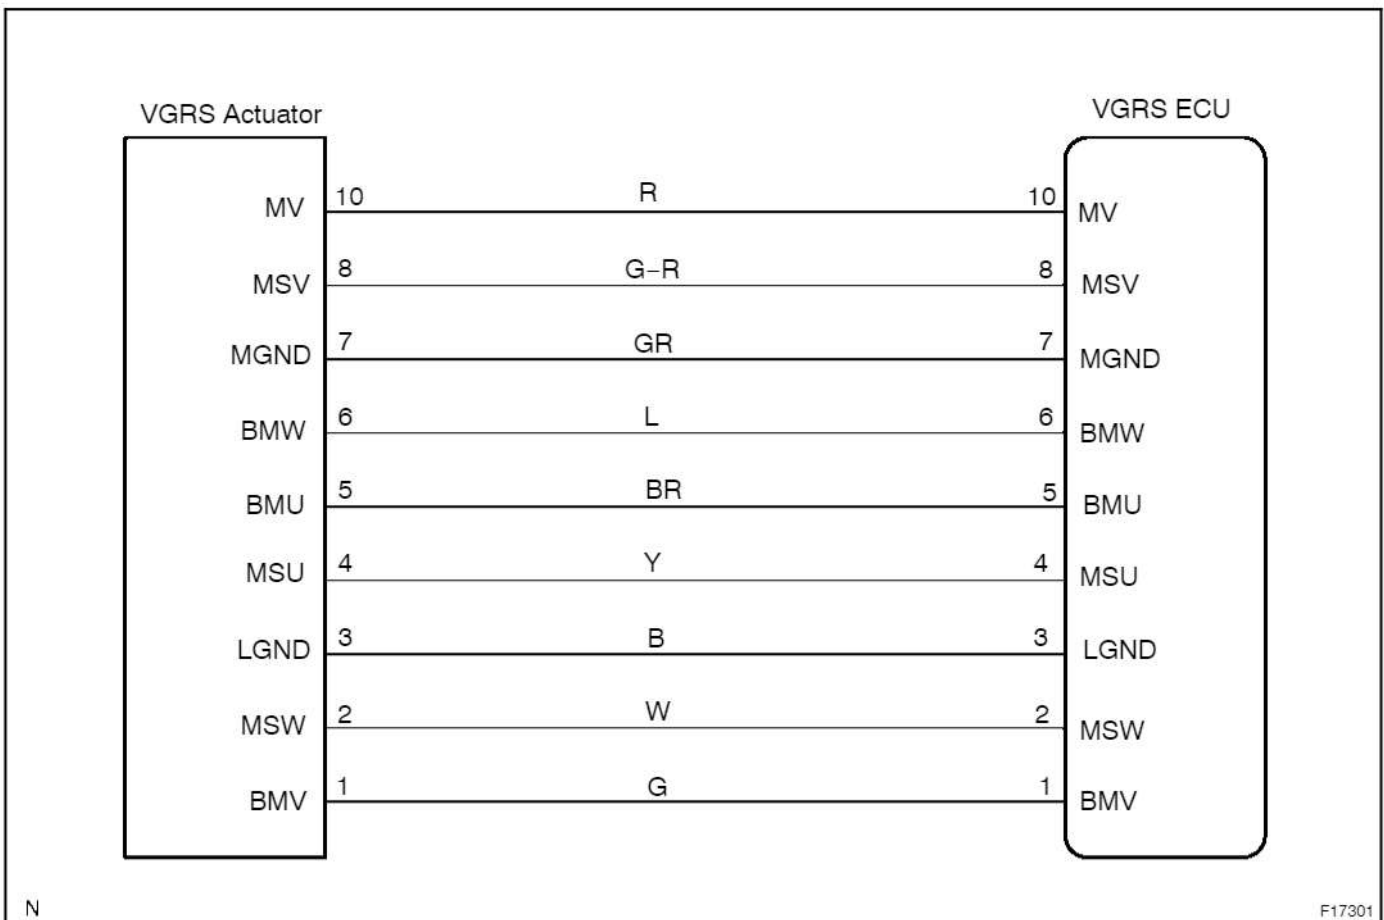 VGRS Actuator VGRS ECU
MV 10 R 10 MV
MSV 8 G-R 8 MSV
MGND 7 GR 7 MGND
BMW 6 L 6 BMW
BMU 5 BR 5 BMU
MSU 4 Y 4 MSU
LGND 3 B 3 LGND
MSW 2 W 2 MSW
BMV 1 G 1 BMV
N F17301